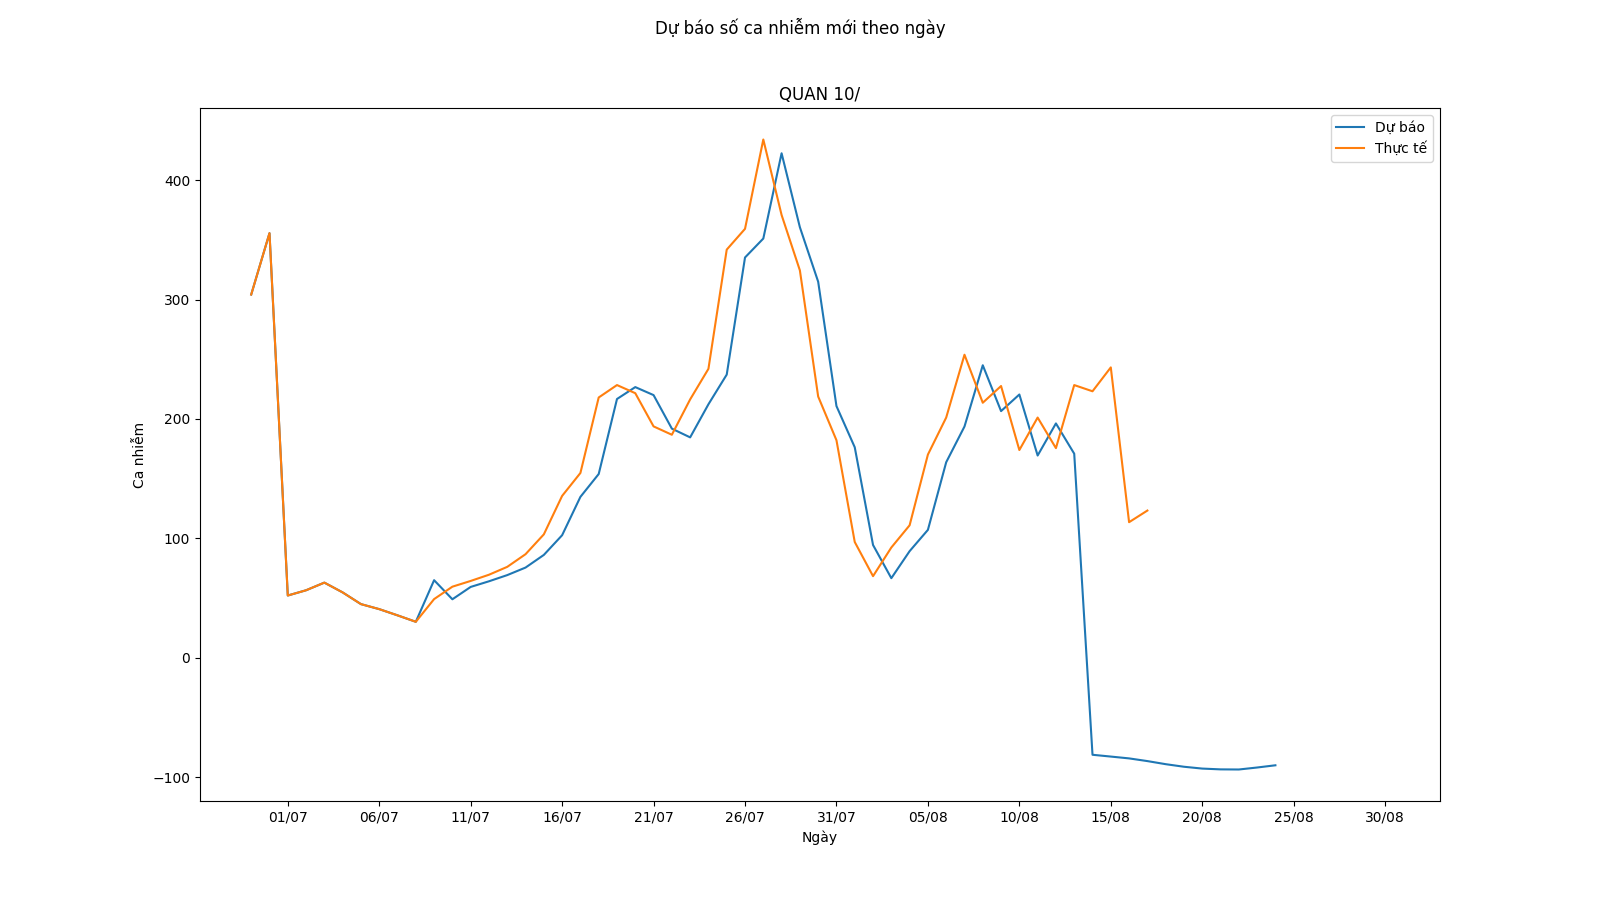 Dự báo số ca nhiễm mới theo ngày
QUAN 10/
Dự báo
Thực tế
400
300
200
100
0
−100
Ca nhiễm
01/07 06/07 11/07 16/07 21/07 26/07 31/07 05/08 10/08 15/08 20/08 25/08 30/08
Ngày